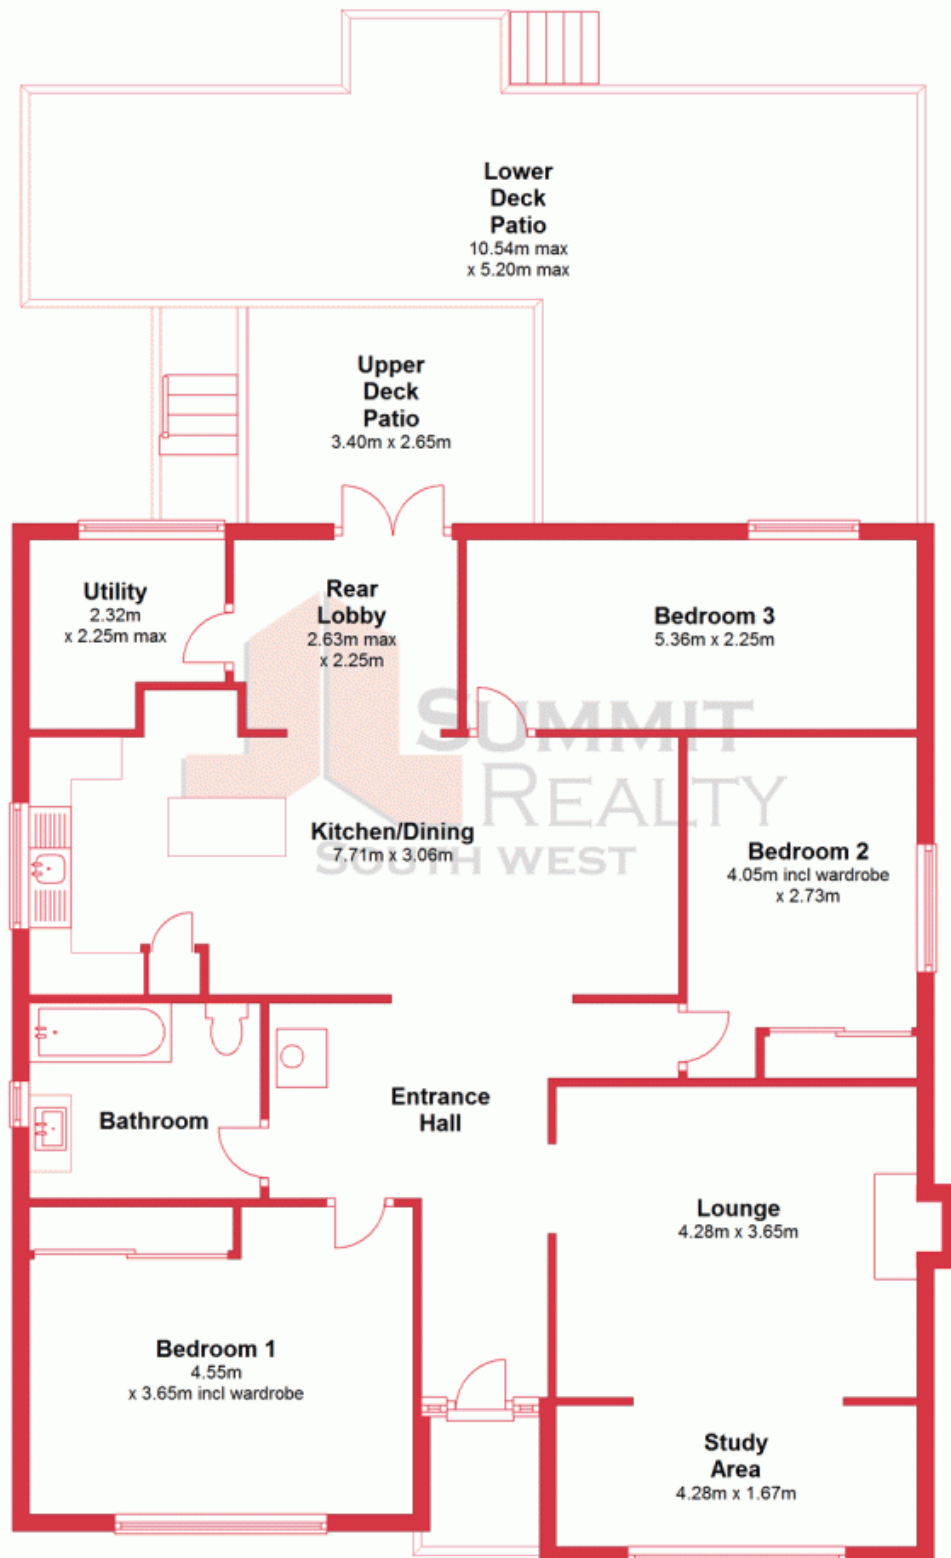 Lower
Deck
Patio
10.54m max
x 5.20m max
Upper
Deck
Patio
3.40m x 2.65m
Utility
2.32m
x 2.25m max
Rear
Lobby
2.63m max
x 2.25m
Bedroom 3
5.36m x 2.25m
SUMMIT
REALTY
SOUTH WEST
Kitchen/Dining
7.71m x 3.06m
Bedroom 2
4.05m incl wardrobe
x 2.73m
Bathroom
Entrance
Hall
Lounge
4.28m x 3.65m
Bedroom 1
4.55m
x 3.65m incl wardrobe
Study
Area
4.28m x 1.67m